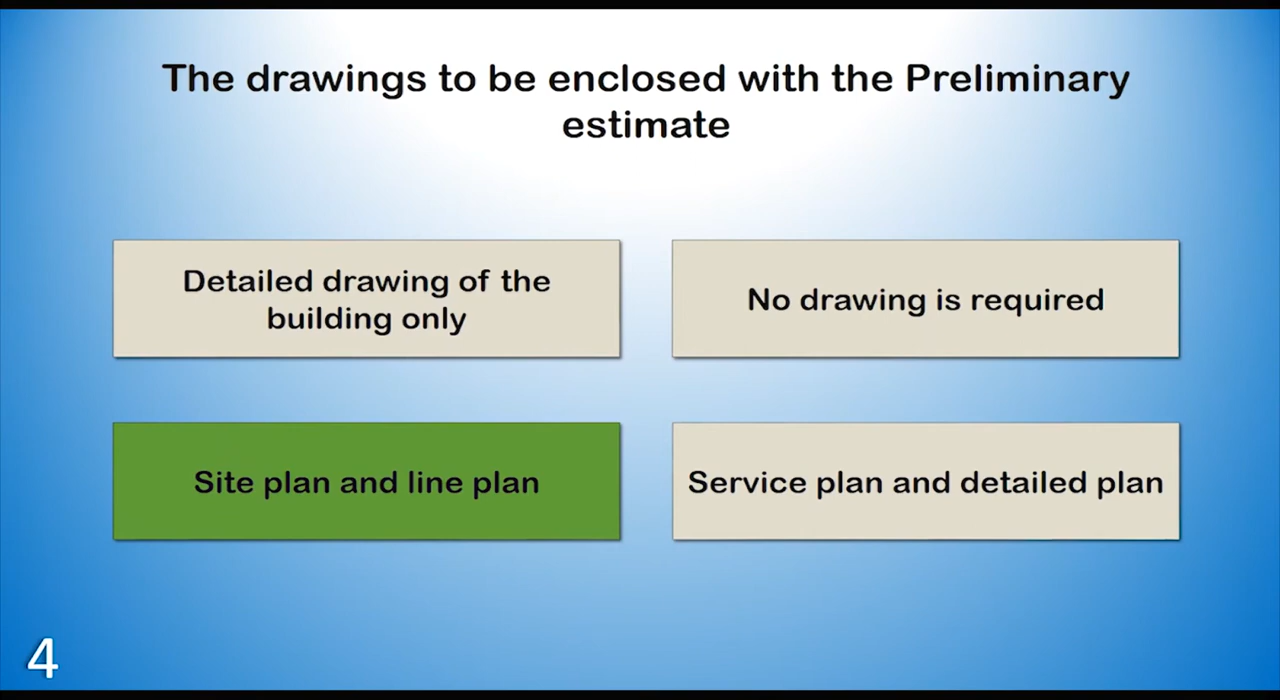 The drawings to be enclosed with the Preliminary
estimate
Detailed drawing of the
building only
No drawing is required
Site plan and line plan
Service plan and detailed plan
4